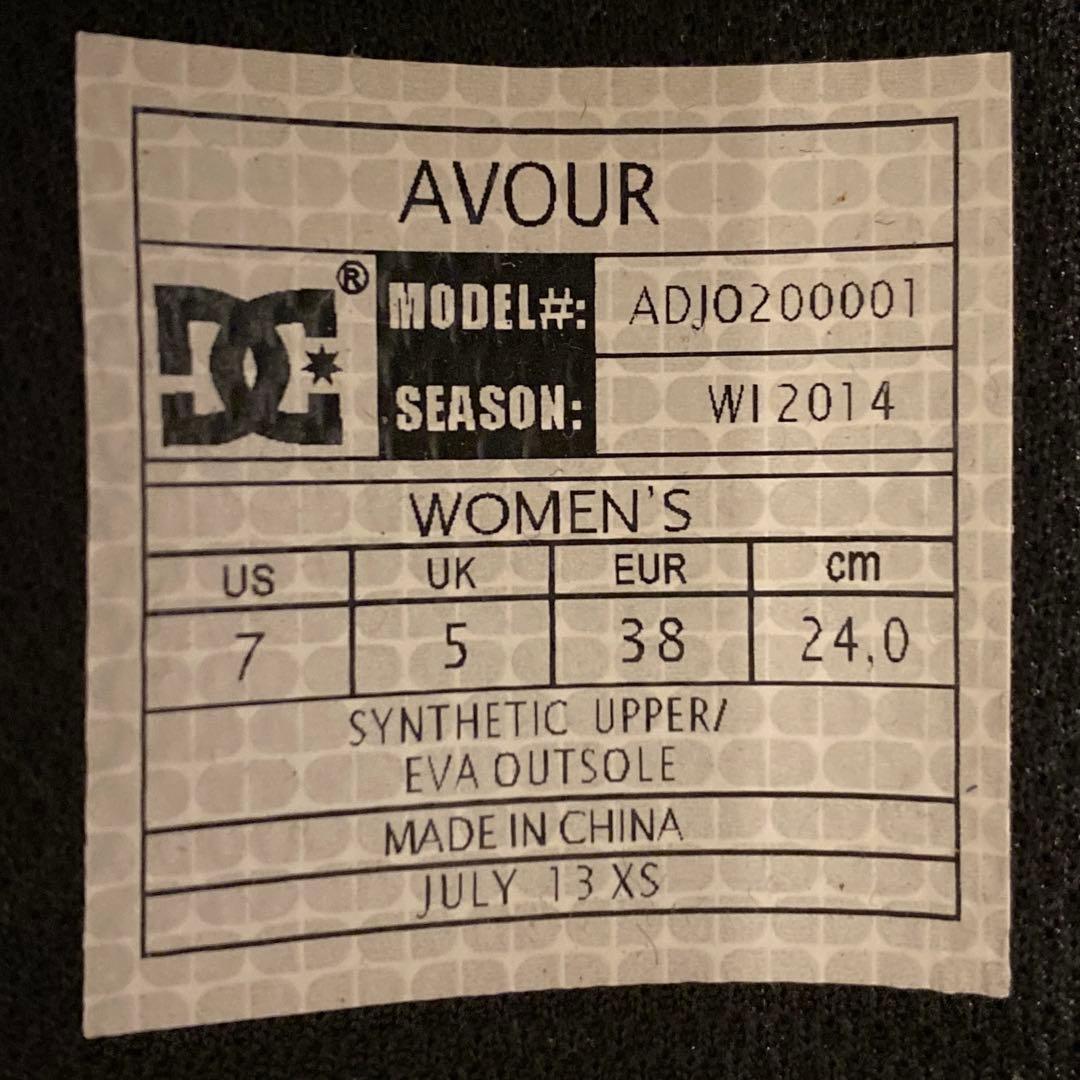 AVOUR
DC®
MODEL#: ADJO200001
SEASON: WI 2014
WOMEN'S
US UK EUR cm
7 5 38 24,0
SYNTHETIC UPPER/
EVA OUTSOLE
MADE IN CHINA
JULY 13 XS